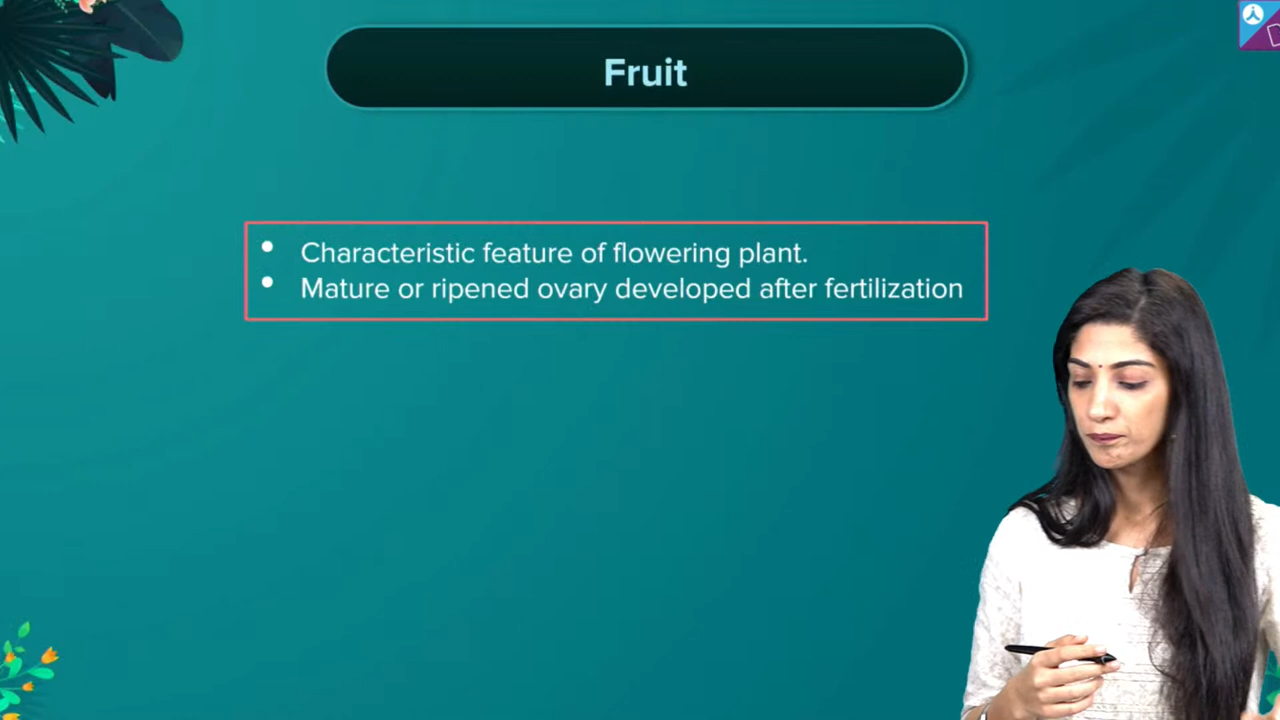 Fruit
• Characteristic feature of flowering plant.
• Mature or ripened ovary developed after fertilization